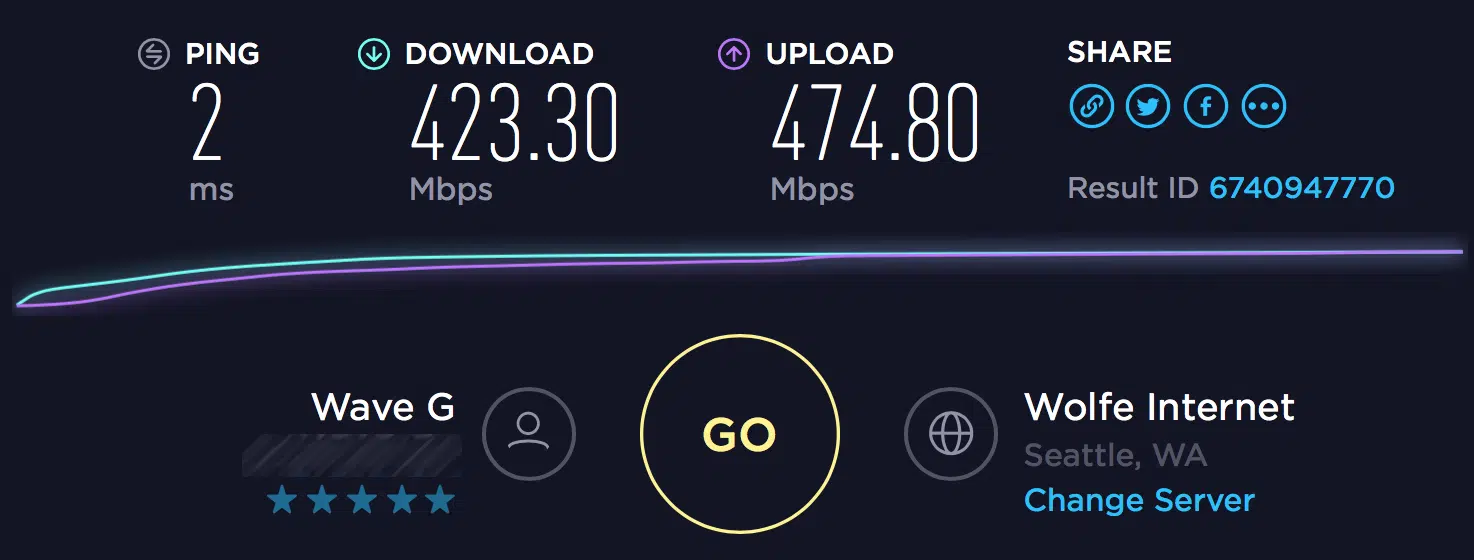 PING
2
ms
DOWNLOAD
423.30
Mbps
UPLOAD
474.80
Mbps
SHARE
Result ID 6740947770
Wave G
GO
Wolfe Internet
Seattle, WA
Change Server